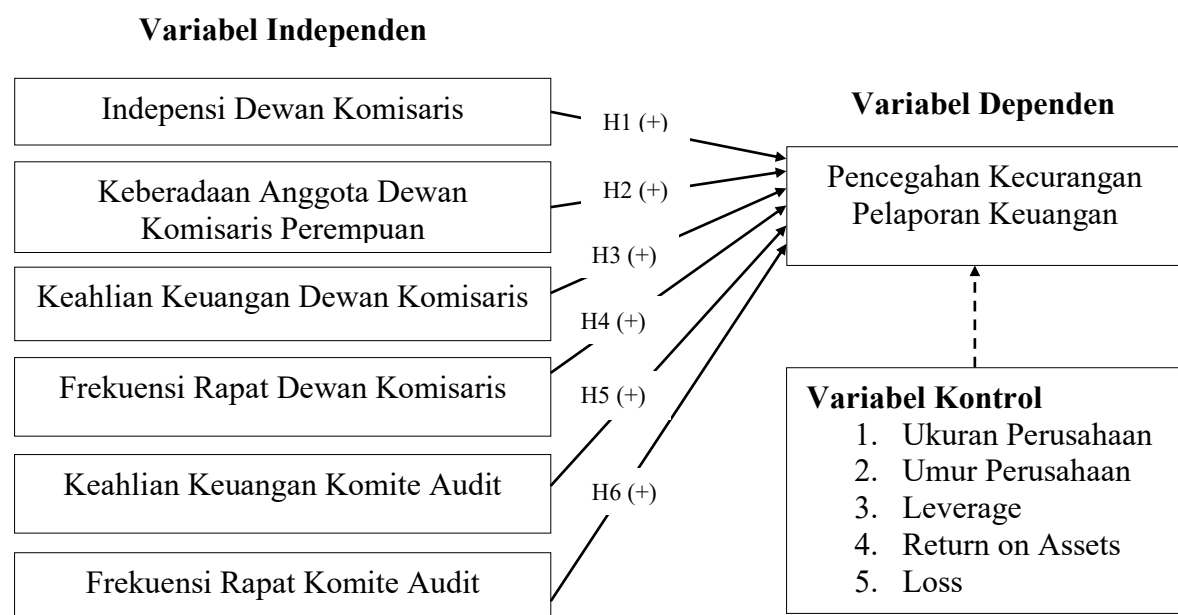 Variabel Independen
Indepensi Dewan Komisaris
Keberadaan Anggota Dewan
Komisaris Perempuan
Keahlian Keuangan Dewan Komisaris
Frekuensi Rapat Dewan Komisaris
Keahlian Keuangan Komite Audit
Frekuensi Rapat Komite Audit
H1 (+)
H2 (+)
H3 (+)
H4 (+)
H5 (+)
H6 (+)
Variabel Dependen
Pencegahan Kecurangan
Pelaporan Keuangan
Variabel Kontrol
1. Ukuran Perusahaan
2. Umur Perusahaan
3. Leverage
4. Return on Assets
5. Loss